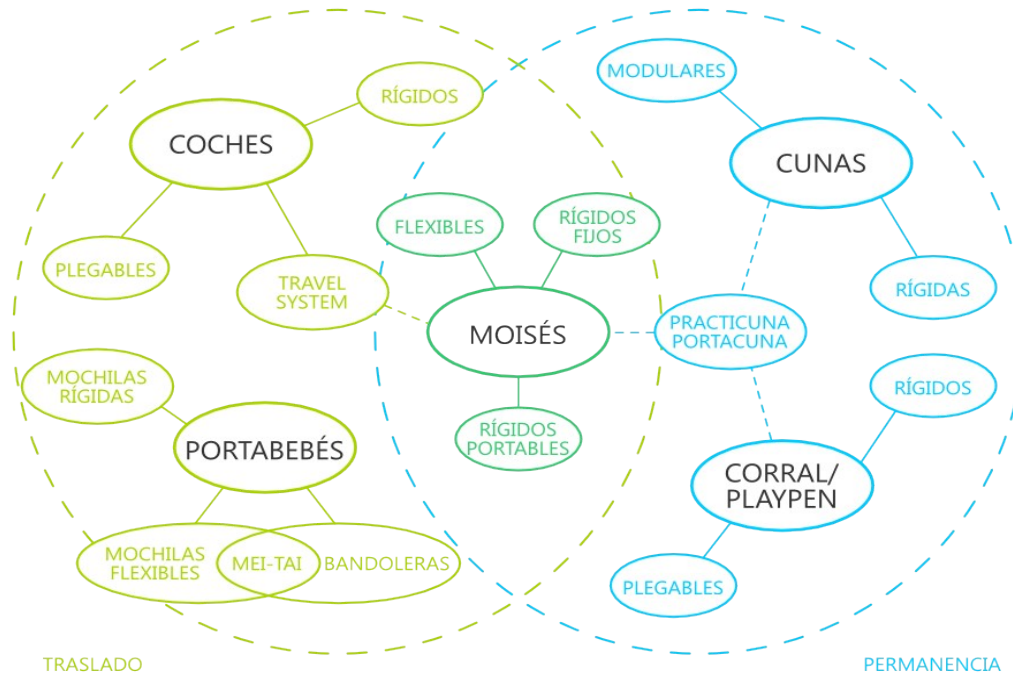 MODULARES
RÍGIDOS
COCHES
CUNAS
FLEXIBLES
RÍGIDOS
FIJOS
PLEGABLES
TRAVEL
SYSTEM
RÍGIDAS
MOISÉS
PRACTICUNA
PORTACUNA
MOCHILAS
RÍGIDAS
RÍGIDOS
PORTABEBÉS
RÍGIDOS
PORTABLES
CORRAL/
PLAYPEN
MOCHILAS
FLEXIBLES
MEI-TAI
BANDOLERAS
PLEGABLES
TRASLADO
PERMANENCIA